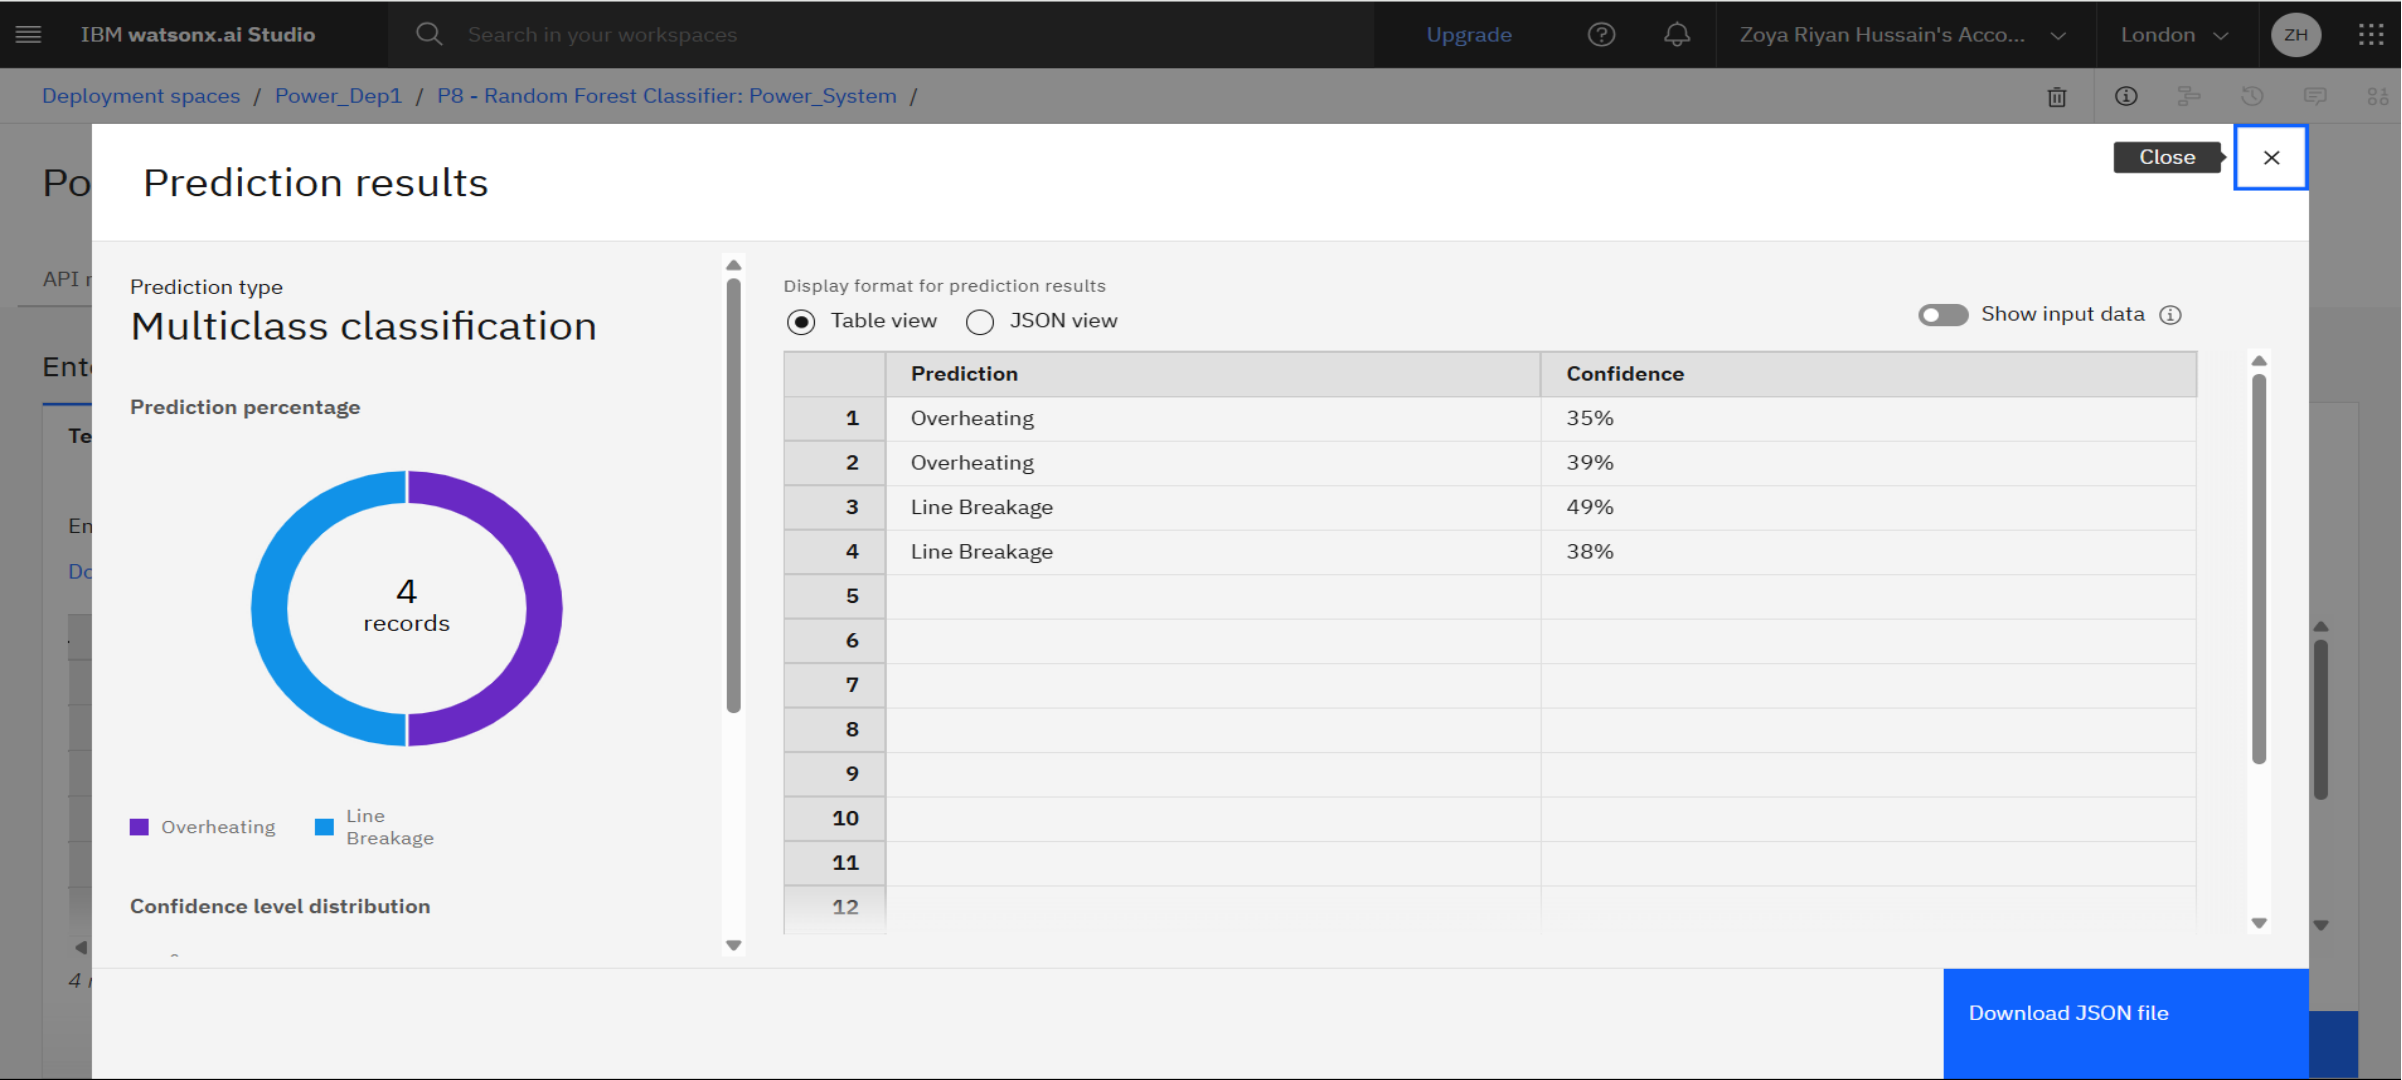 IBM watsonx.ai Studio
Search in your workspaces
Upgrade
Zoya Riyan Hussain's Acco...
London
ZH
Deployment spaces / Power_Dep1 / P8 - Random Forest Classifier: Power_System /
Po
Prediction results
Close
API r
Prediction type
Multiclass classification
Display format for prediction results
Table view
JSON view
Show input data
Ente
Prediction percentage
Te
En
Do
4
records
Overheating
Line
Breakage
Confidence level distribution
Prediction Confidence
1 Overheating 35%
2 Overheating 39%
3 Line Breakage 49%
4 Line Breakage 38%
5
6
7
8
9
10
11
12
4 r
Download JSON file